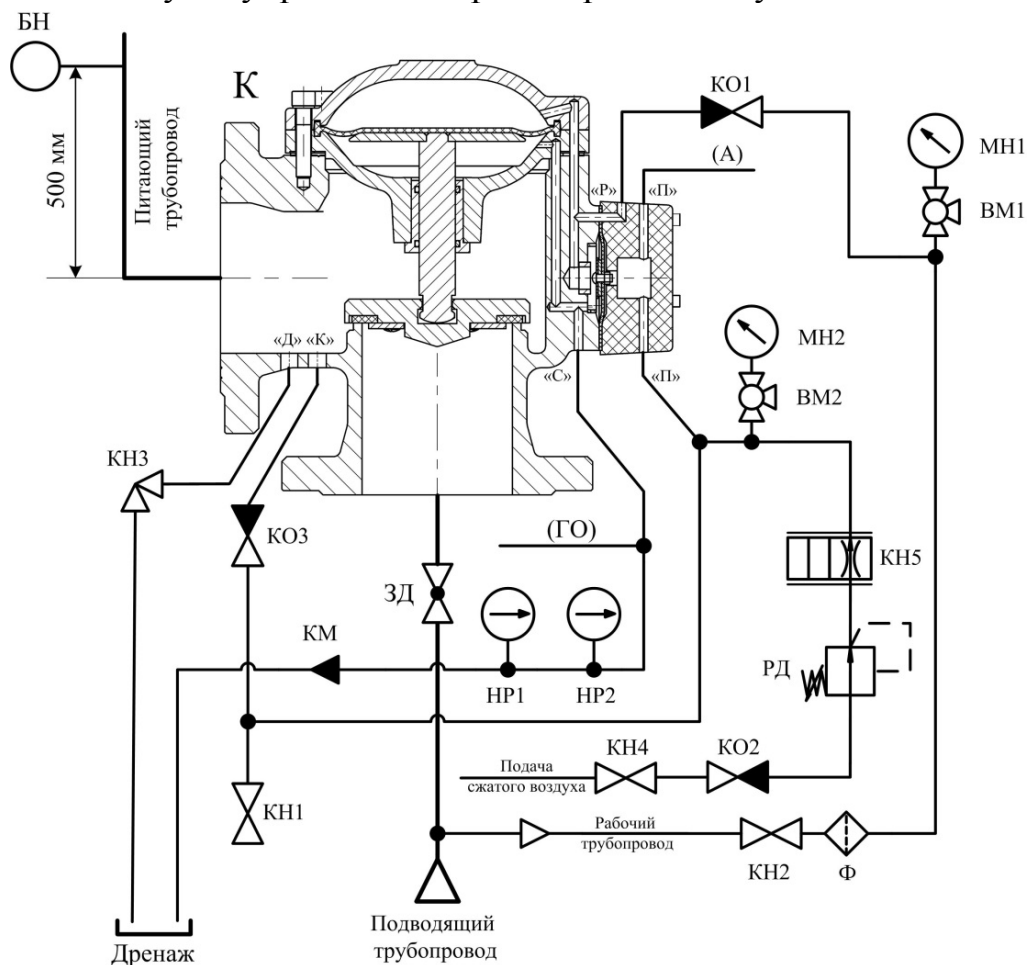 БН
К
500 мм
Питающий
трубопровод
КО1
МН1
(А)
«Р»
«П»
ВМ1
МН2
«Д»
«К»
«С»
«П»
ВМ2
КН3
КО3
(ГО)
КН5
ЗД
КМ
РД
НР1
НР2
КН4
КО2
Подача
сжатого воздуха
КН1
Рабочий
трубопровод
КН2
Ф
Подводящий
трубопровод
Дренаж